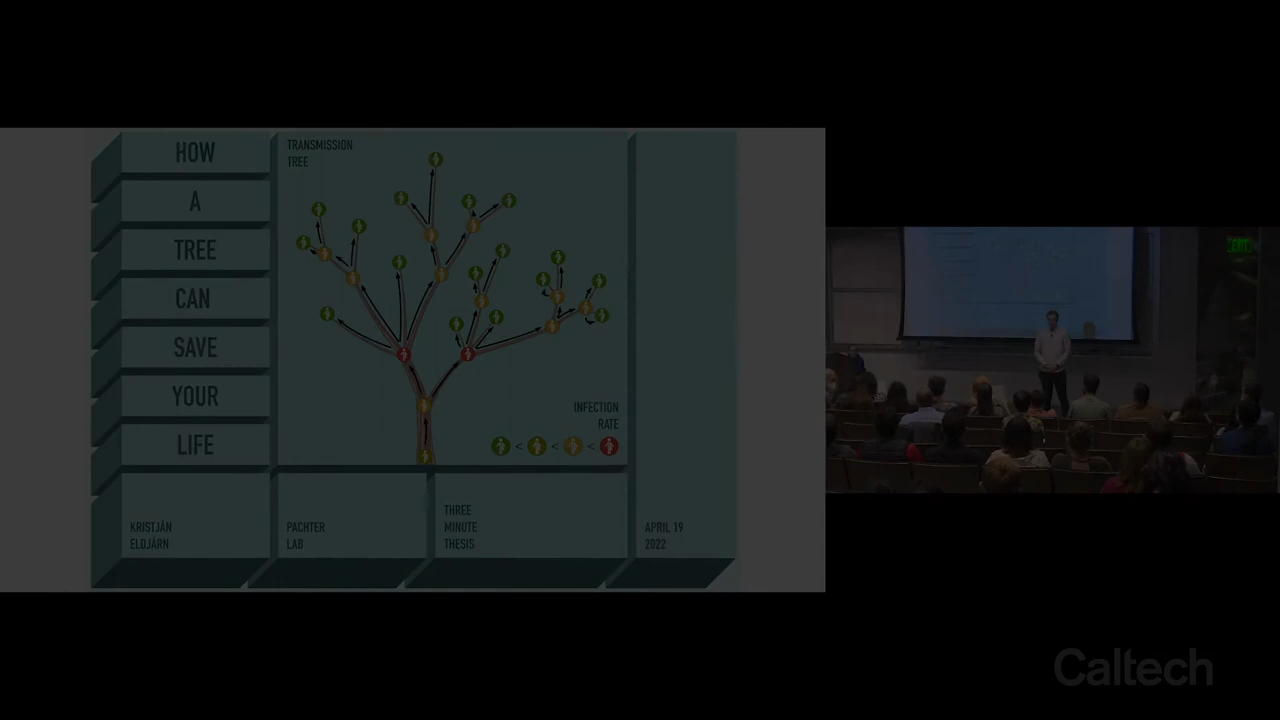 HOW
A
TREE
CAN
SAVE
YOUR
LIFE
TRANSMISSION
TREE
INFECTION
RATE
< < <
KRISTJÁN
ELDJÁRN
PACHTER
LAB
THREE
MINUTE
THESIS
APRIL 19
2022
EXIT
Caltech